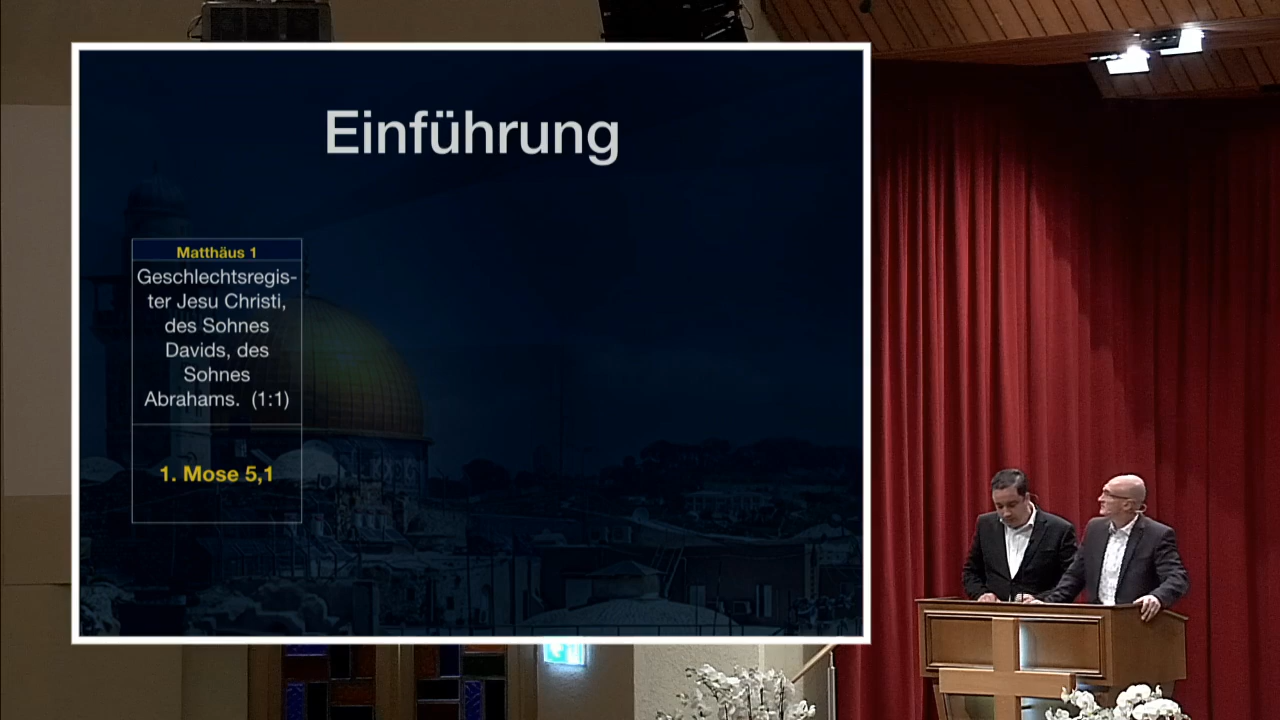 Einführung
Matthäus 1
Geschlechtsregis-
ter Jesu Christi,
des Sohnes
Davids, des
Sohnes
Abrahams. (1:1)
1. Mose 5,1